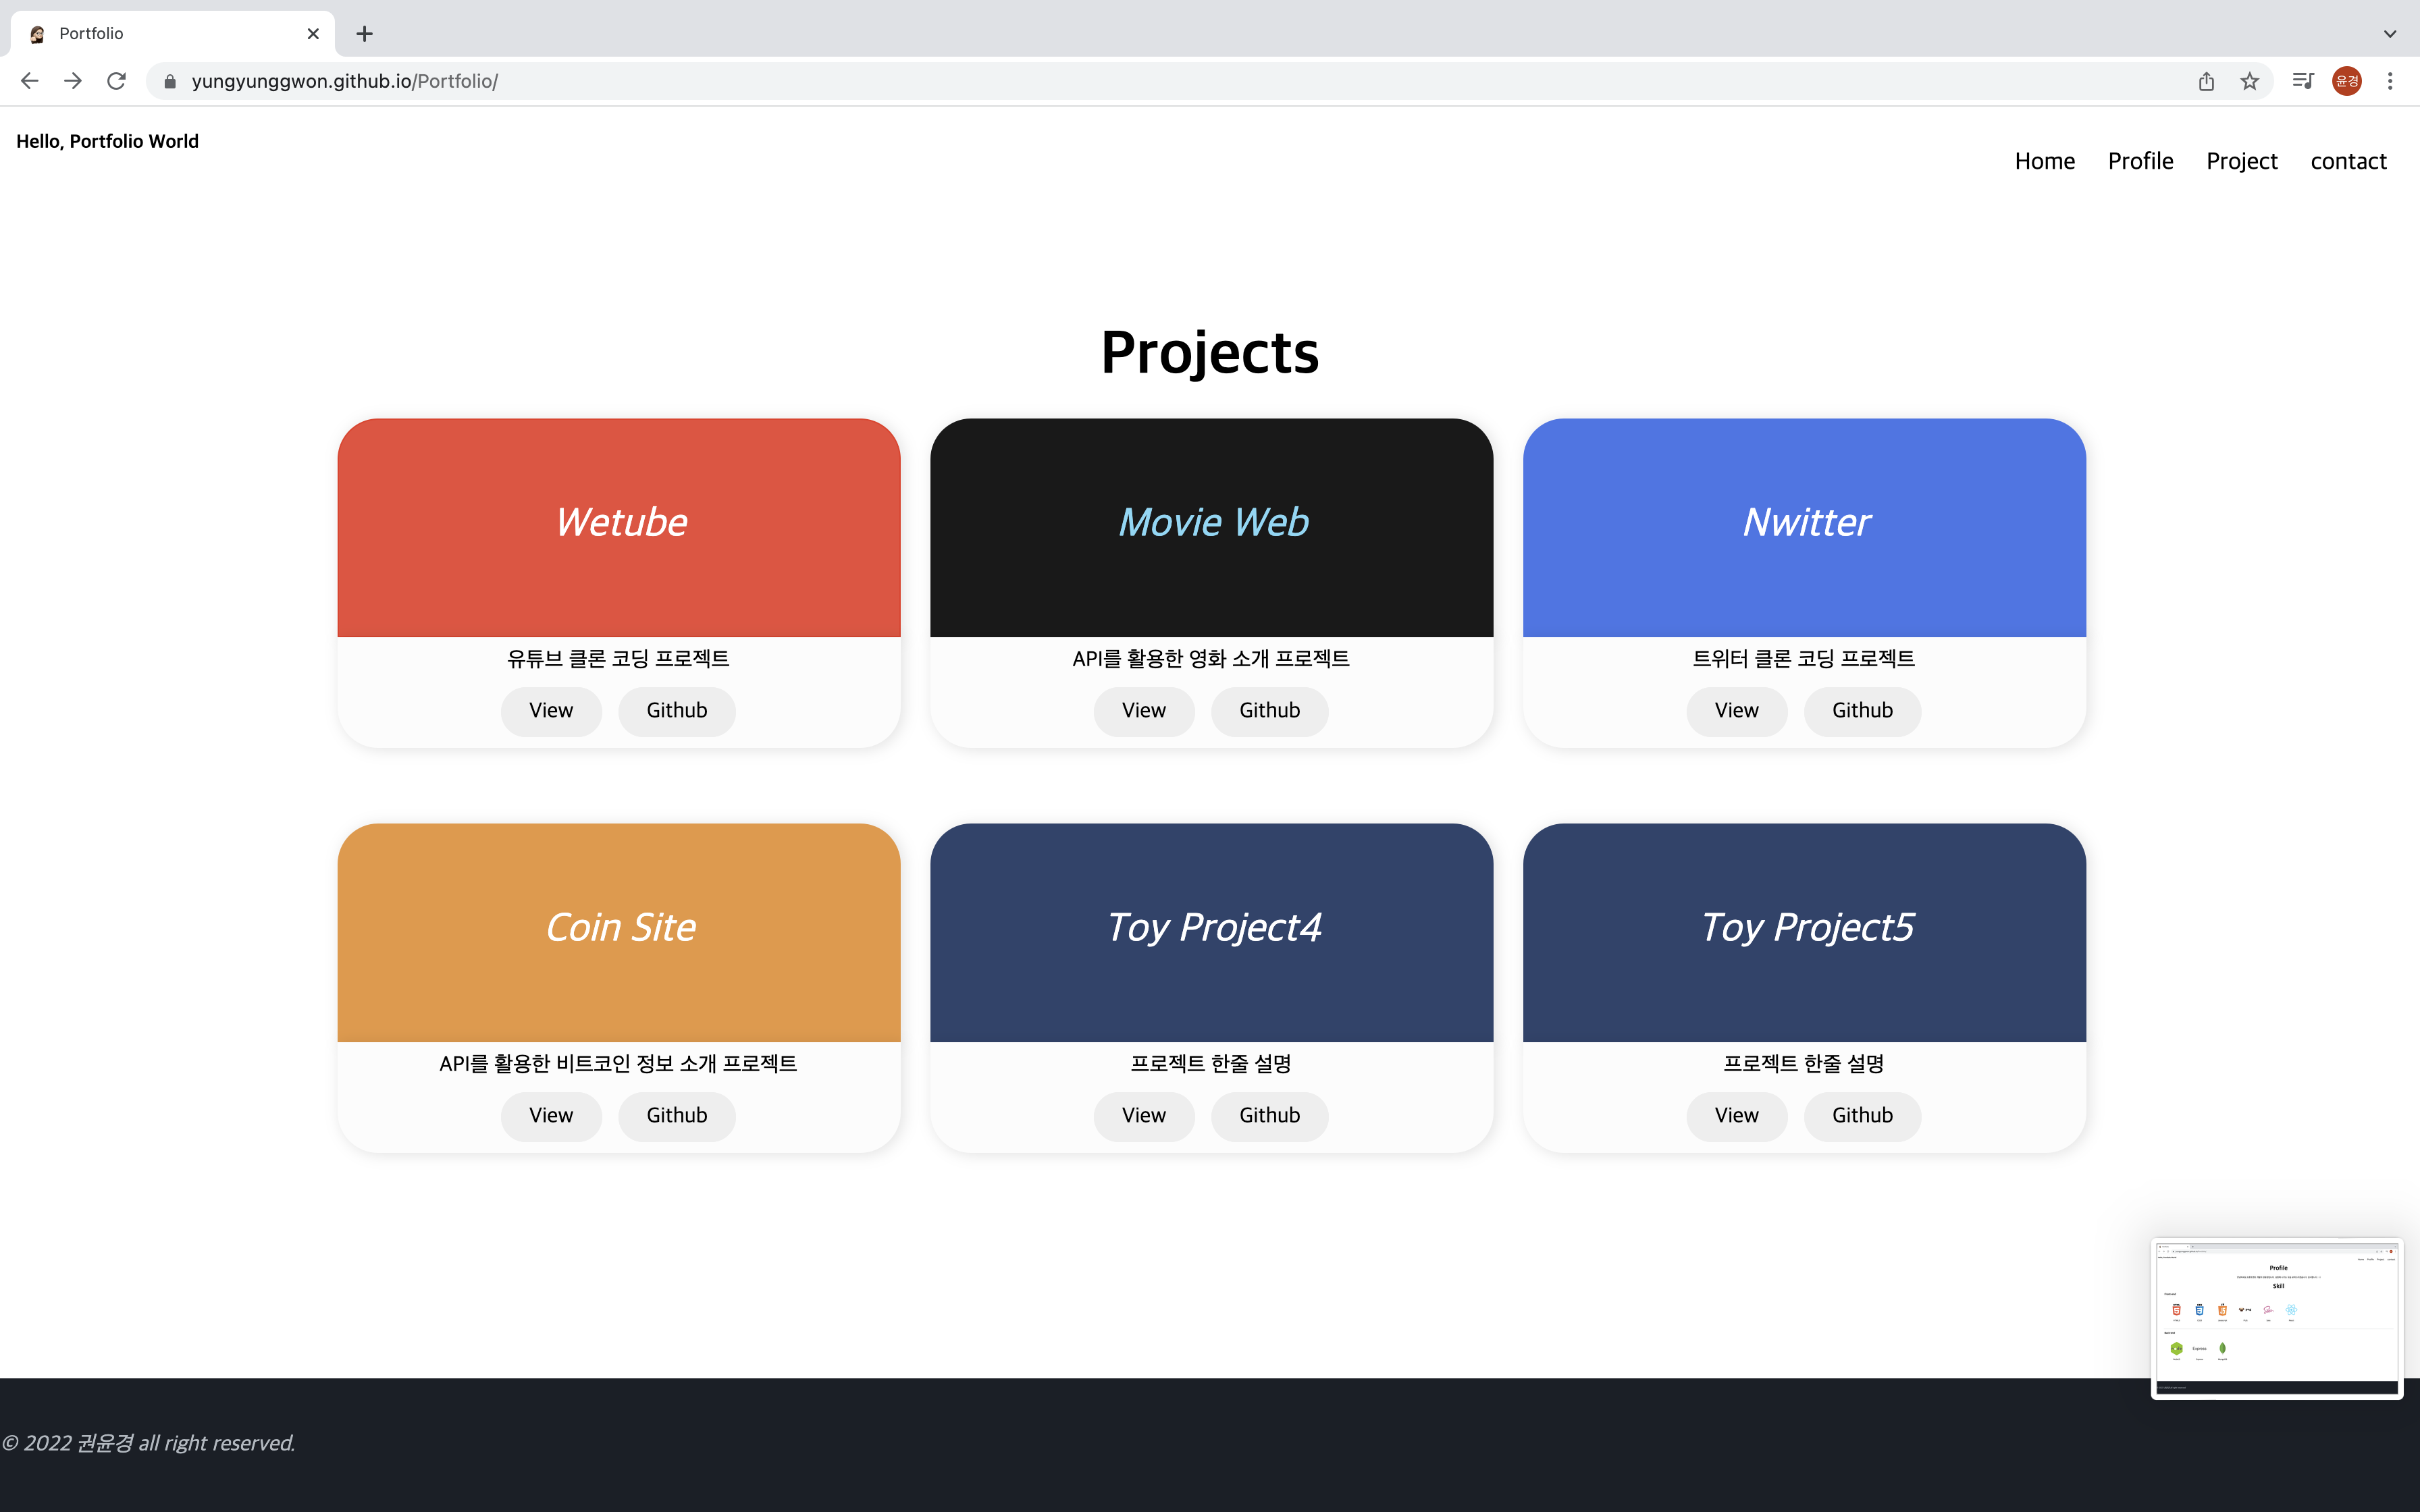 Portfolio
yungyunggwon.github.io/Portfolio/
윤경
Hello, Portfolio World
Home Profile Project contact
Projects
Wetube
Movie Web
Nwitter
유튜브 클론 코딩 프로젝트
API를 활용한 영화 소개 프로젝트
트위터 클론 코딩 프로젝트
View Github
View Github
View Github
Coin Site
Toy Project4
Toy Project5
API를 활용한 비트코인 정보 소개 프로젝트
프로젝트 한줄 설명
프로젝트 한줄 설명
View Github
View Github
View Github
Profile
Skill
Express
© 2022 권윤경 all right reserved.